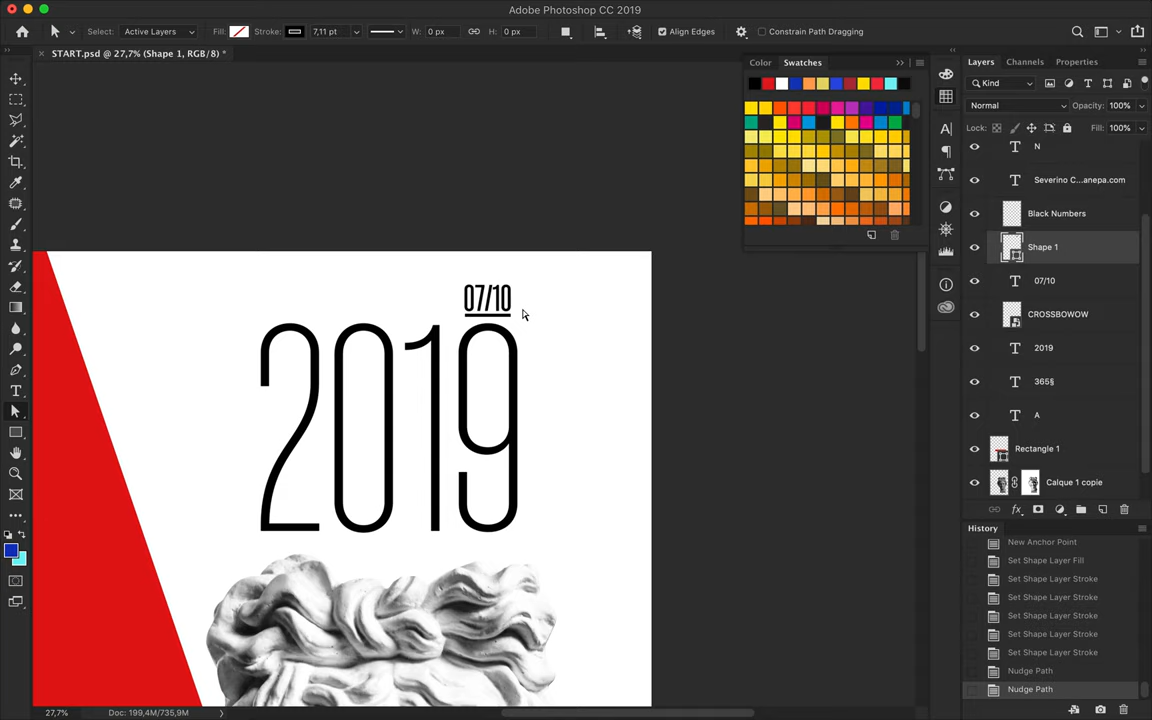 Adobe Photoshop CC 2019
Select: Active Layers Fill: Stroke: 7,11 pt W: 0 px H: 0 px Align Edges Constrain Path Dragging
START.psd @ 27,7% (Shape 1, RGB/8) *
Color Swatches
Layers Channels Properties
Kind
Normal Opacity: 100%
Lock: Fill: 100%
N
Severino C...anepa.com
Black Numbers
Shape 1
07/10
CROSSBOWOW
2019
365§
A
Rectangle 1
Calque 1 copie
fx
History
New Anchor Point
Set Shape Layer Fill
Set Shape Layer Stroke
Set Shape Layer Stroke
Set Shape Layer Stroke
Set Shape Layer Stroke
Set Shape Layer Stroke
Nudge Path
Nudge Path
07/10
2019
27,7% Doc: 199,4M/735,9M